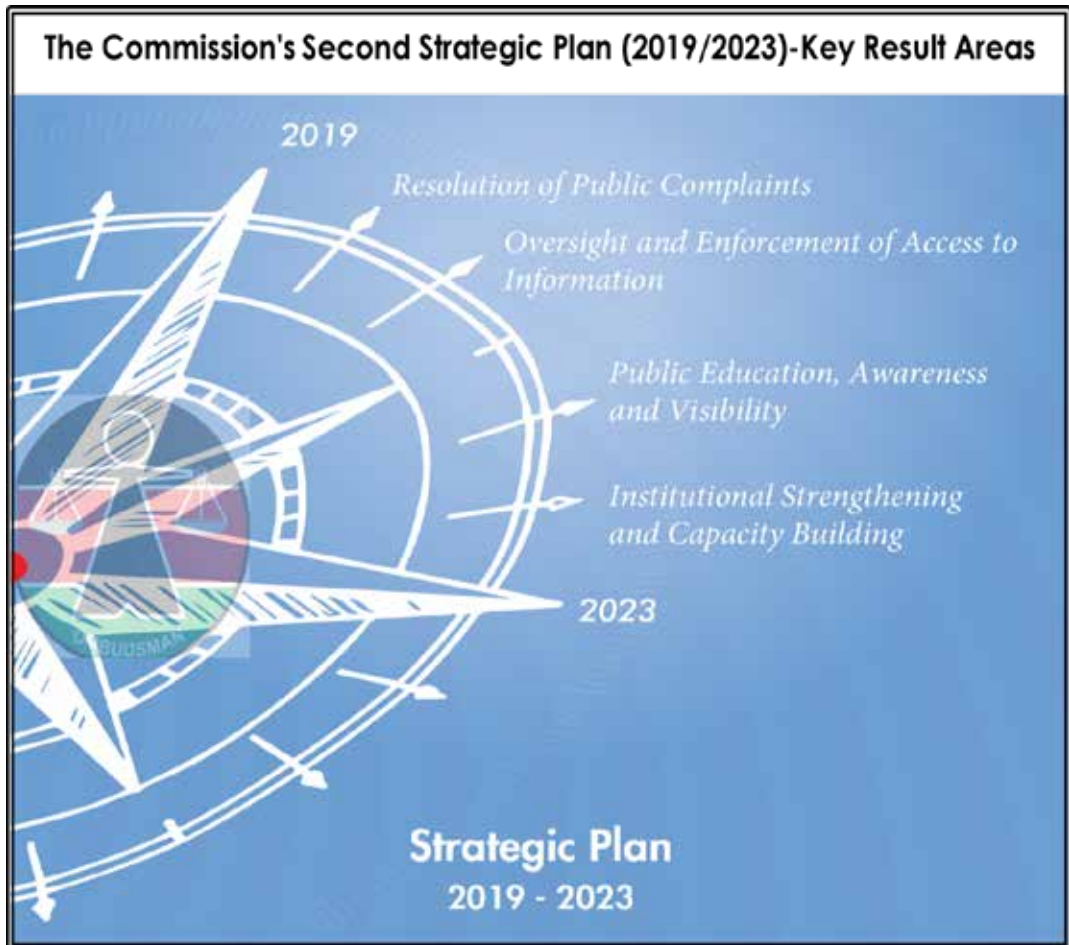 The Commission's Second Strategic Plan (2019/2023)-Key Result Areas
2019
Resolution of Public Complaints
Oversight and Enforcement of Access to
Information
Public Education, Awareness
and Visibility
Institutional Strengthening
and Capacity Building
2023
OMBUDSMAN
Strategic Plan
2019 - 2023